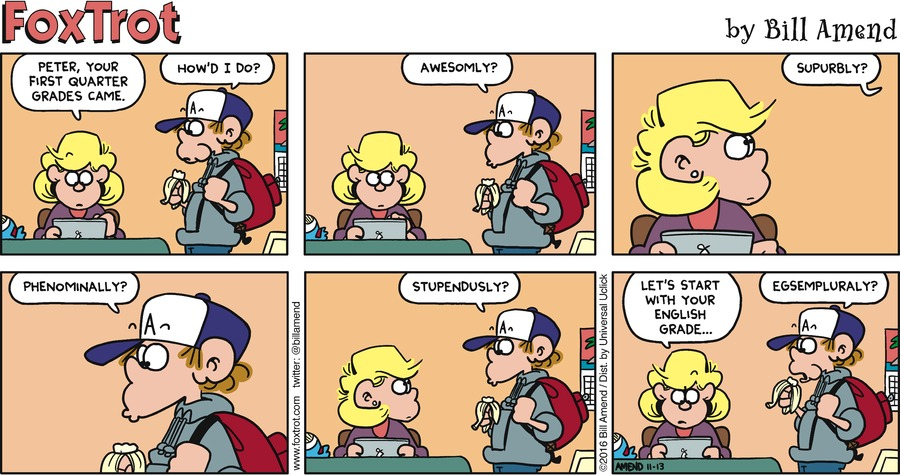 FOXTROT
by Bill Amend
PETER, YOUR
FIRST QUARTER
GRADES CAME.
HOW'D I DO?
A
AWESOMLY?
A
SUPURBLY?
PHENOMINALLY?
A
www.foxtrot.com twitter: @billamend
STUPENDUSLY?
A
©2016 Bill Amend / Dist. by Universal Uclick
LET'S START
WITH YOUR
ENGLISH
GRADE...
EGSEMPLURALY?
A
AMEND 11-13